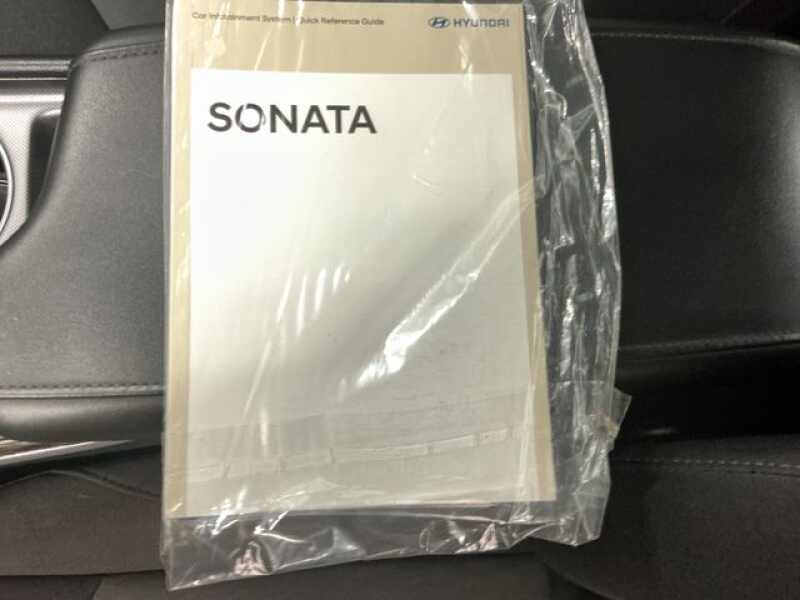 Car Infotainment System | Quick Reference Guide HYUNDAI
SONATA